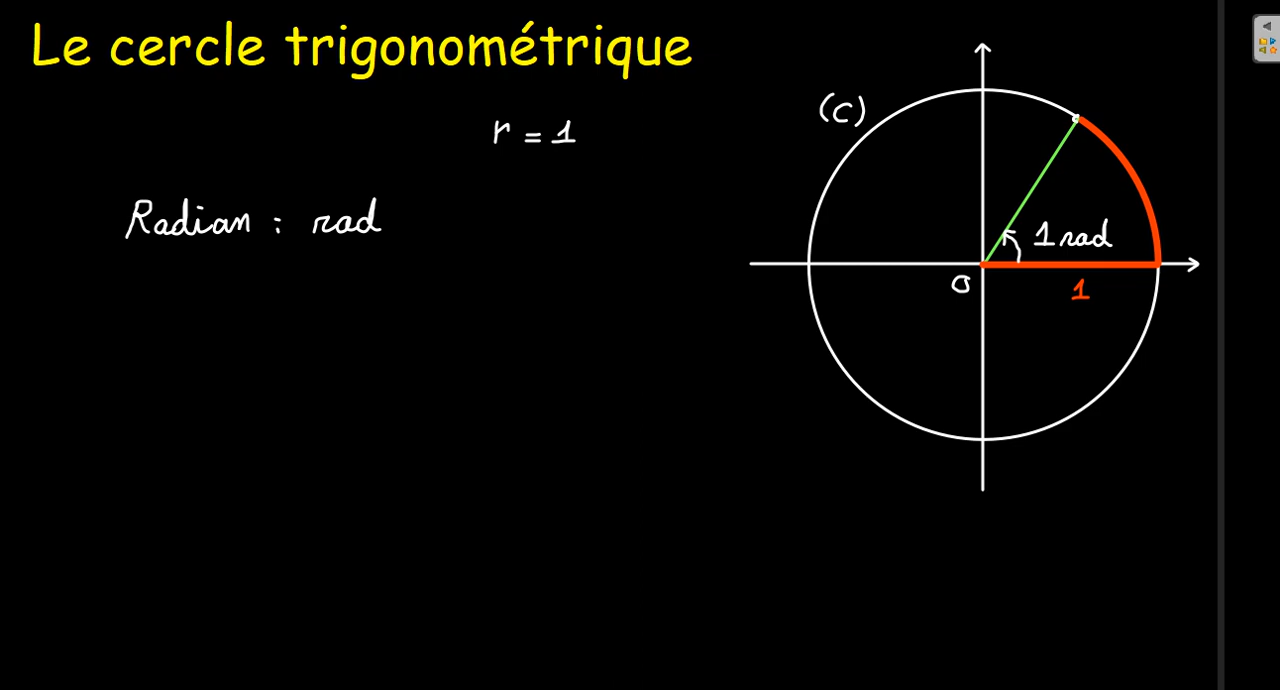 Le cercle trigonométrique
(C)
r = 1
Radian : rad
1 rad
O
1